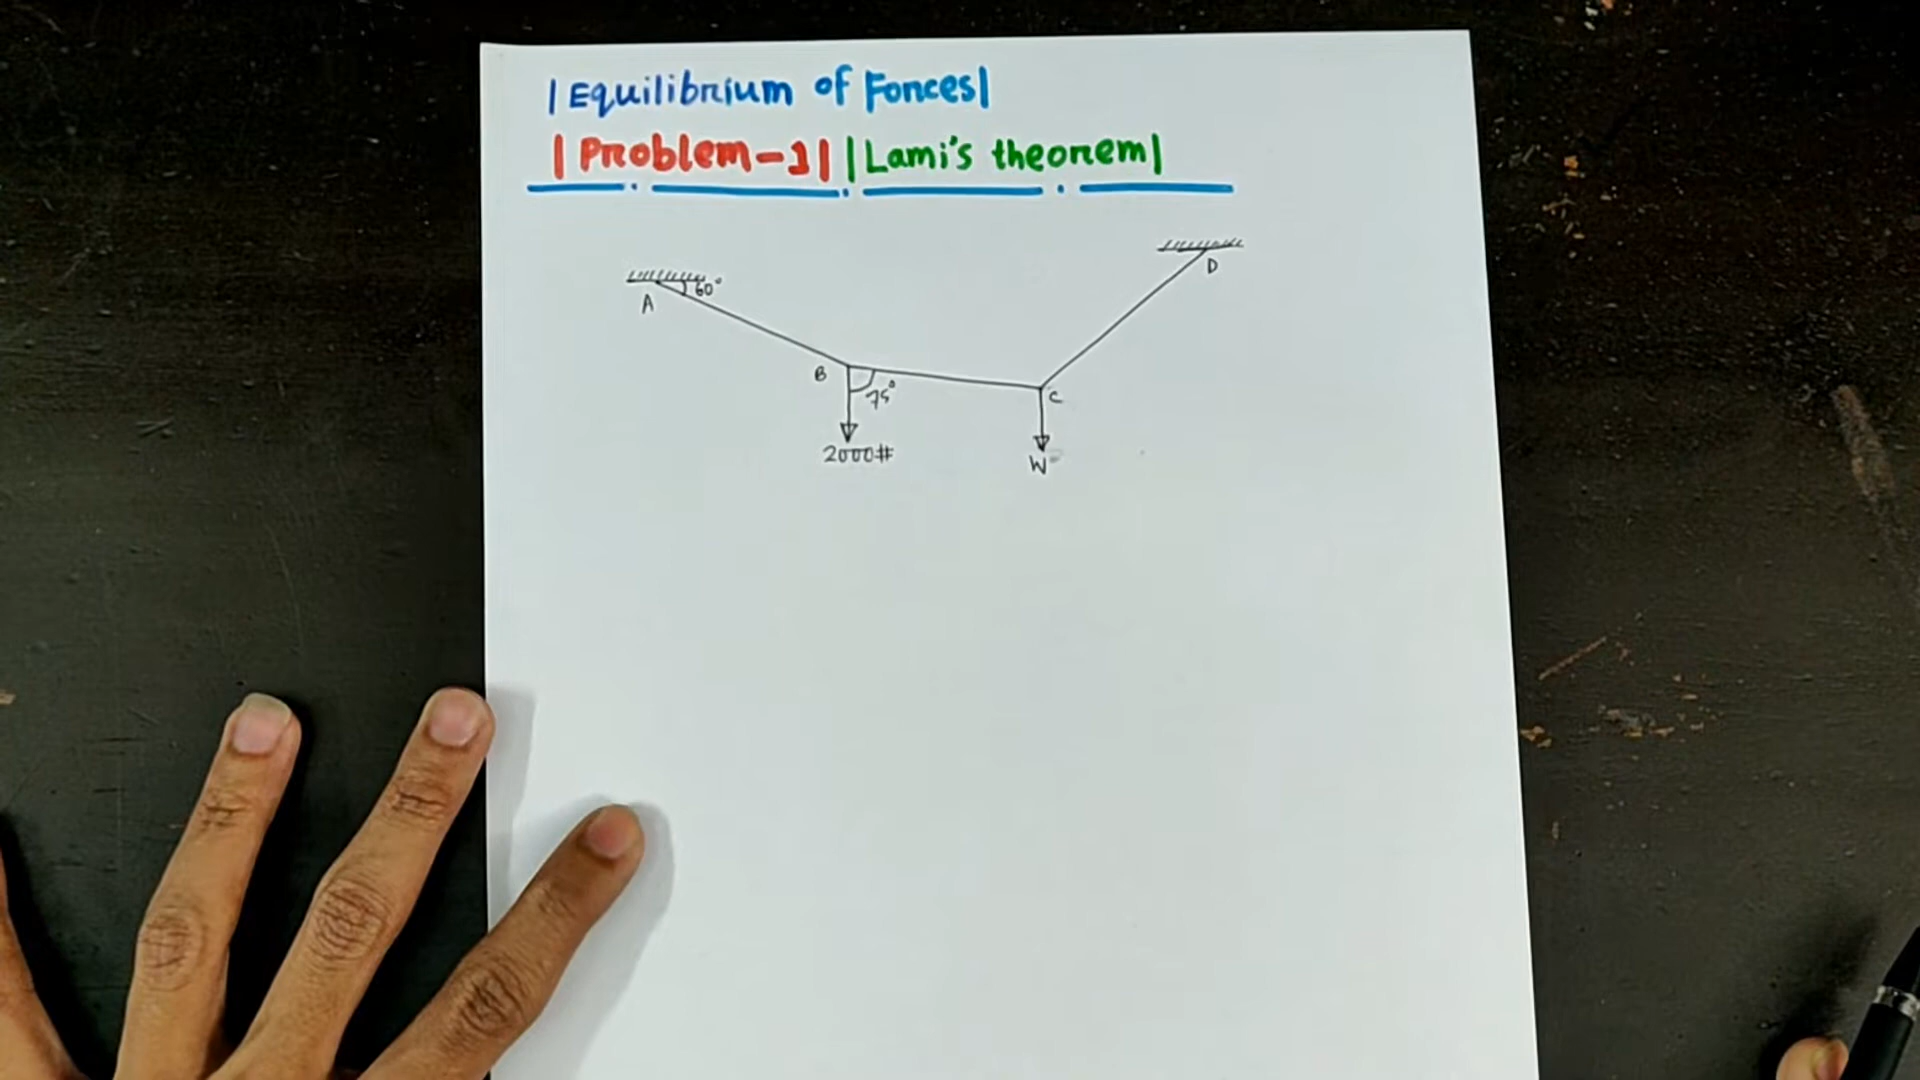 |Equilibrium of Forces|
|Problem-1||Lami's theorem|
D
60°
A
B
75°
C
2000#
W